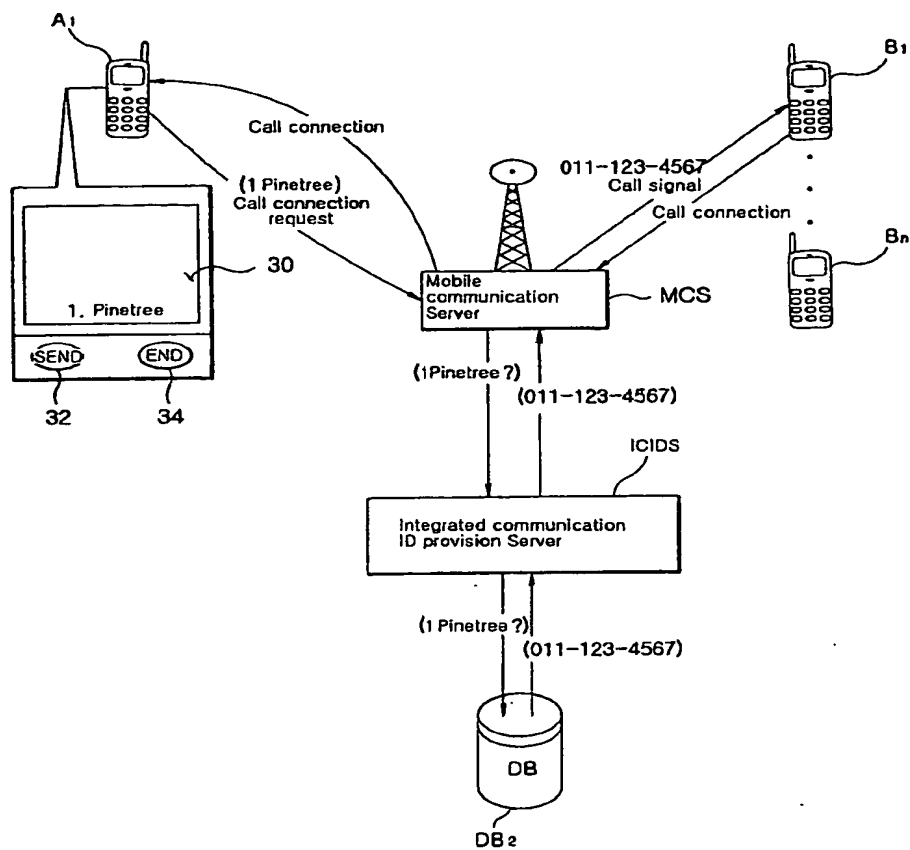 A1
B1
Call connection
(1 Pinetree)
Call connection
request
011-123-4567
Call signal
Call connection
30
1. Pinetree
SEND
END
32
34
Mobile
communication
Server
MCS
Bn
(1Pinetree?)
(011-123-4567)
ICIDS
Integrated communication
ID provision Server
(1 Pinetree?)
(011-123-4567)
DB
DB2